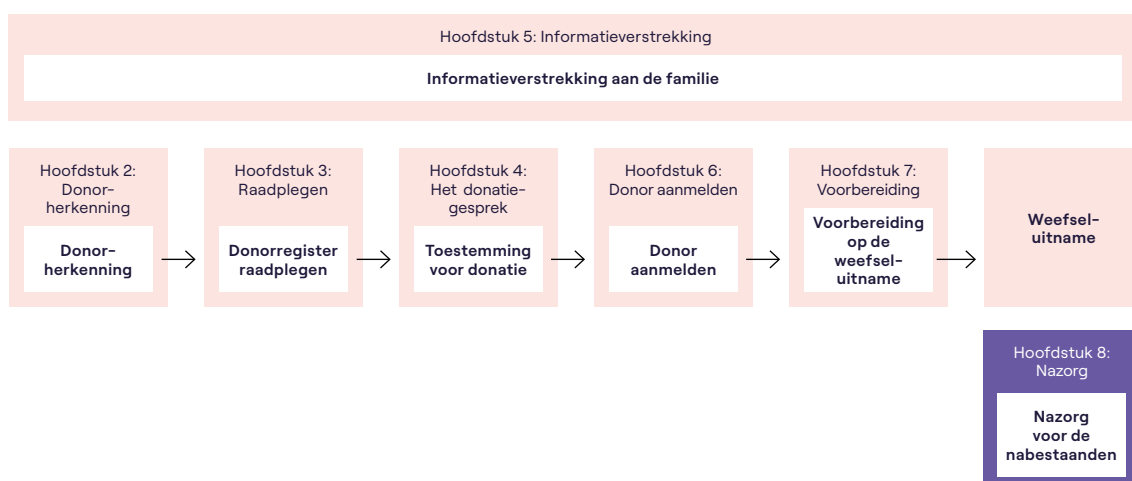 Hoofdstuk 5: Informatieverstrekking
Informatieverstrekking aan de familie
Hoofdstuk 2:
Donor-
herkenning
Donor-
herkenning
Hoofdstuk 3:
Raadplegen
Donorregister
raadplegen
Hoofdstuk 4:
Het donatie-
gesprek
Toestemming
voor donatie
Hoofdstuk 6:
Donor aanmelden
Donor
aanmelden
Hoofdstuk 7:
Voorbereiding
Voorbereiding
op de
weefsel-
uitname
Weefsel-
uitname
Hoofdstuk 8:
Nazorg
Nazorg
voor de
nabestaanden